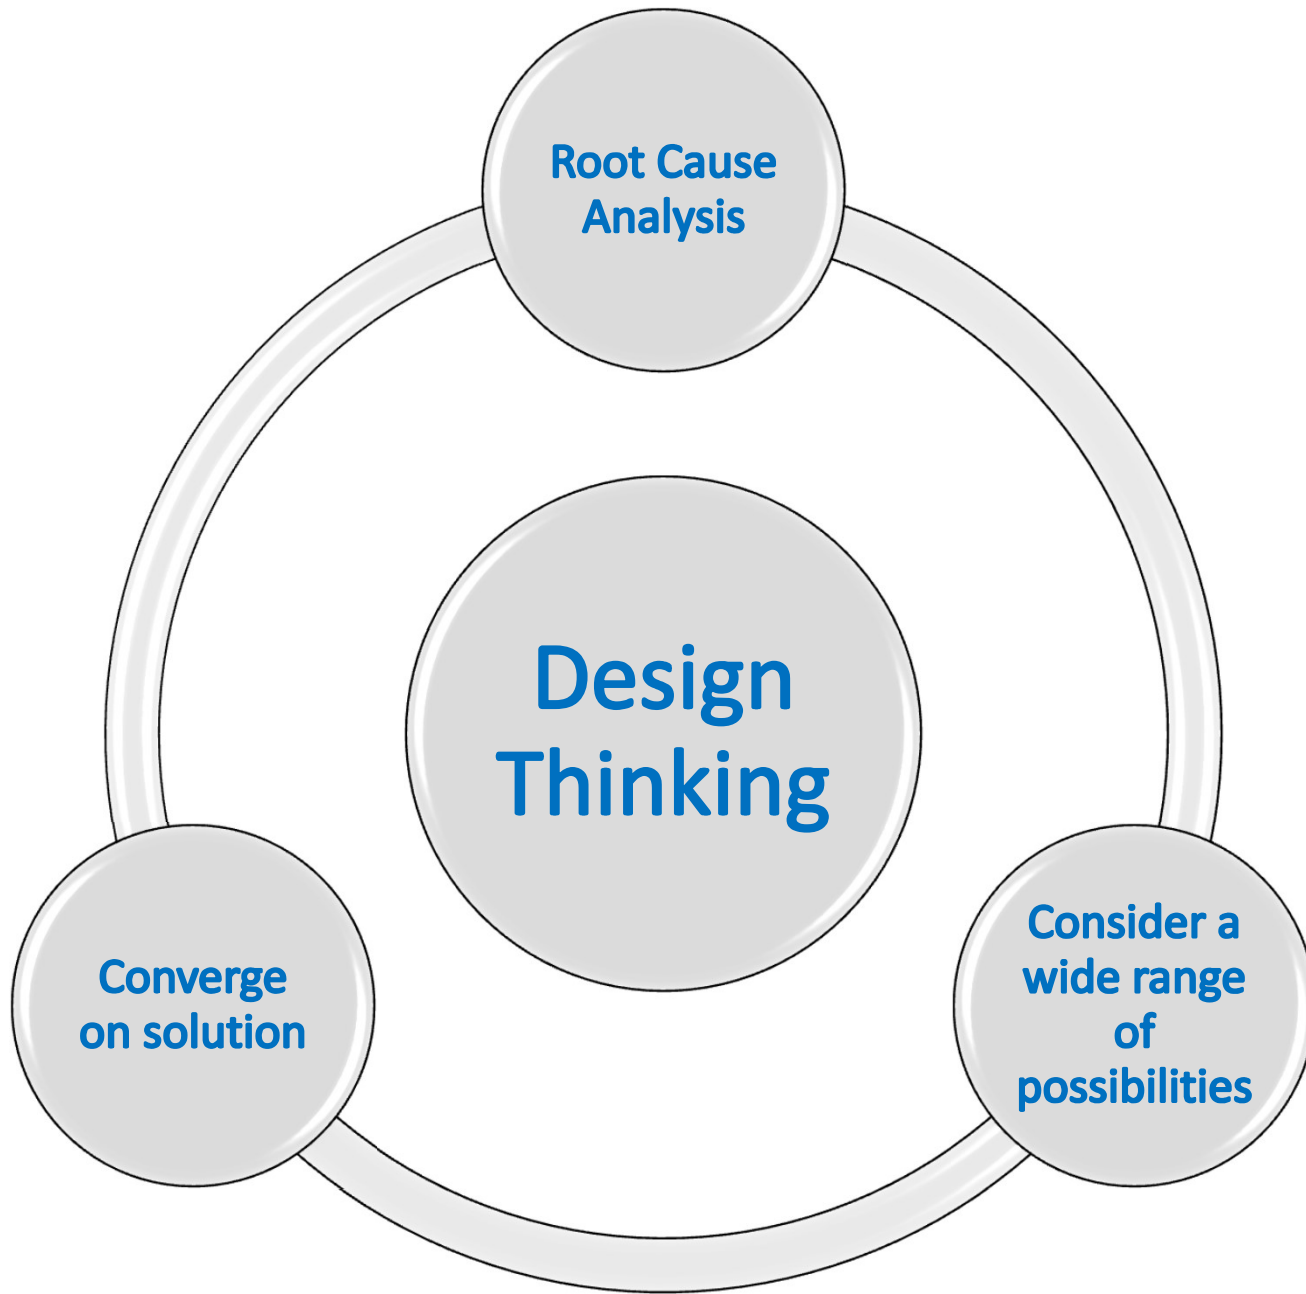 Root Cause
Analysis
Design
Thinking
Consider a
wide range
of
possibilities
Converge
on solution